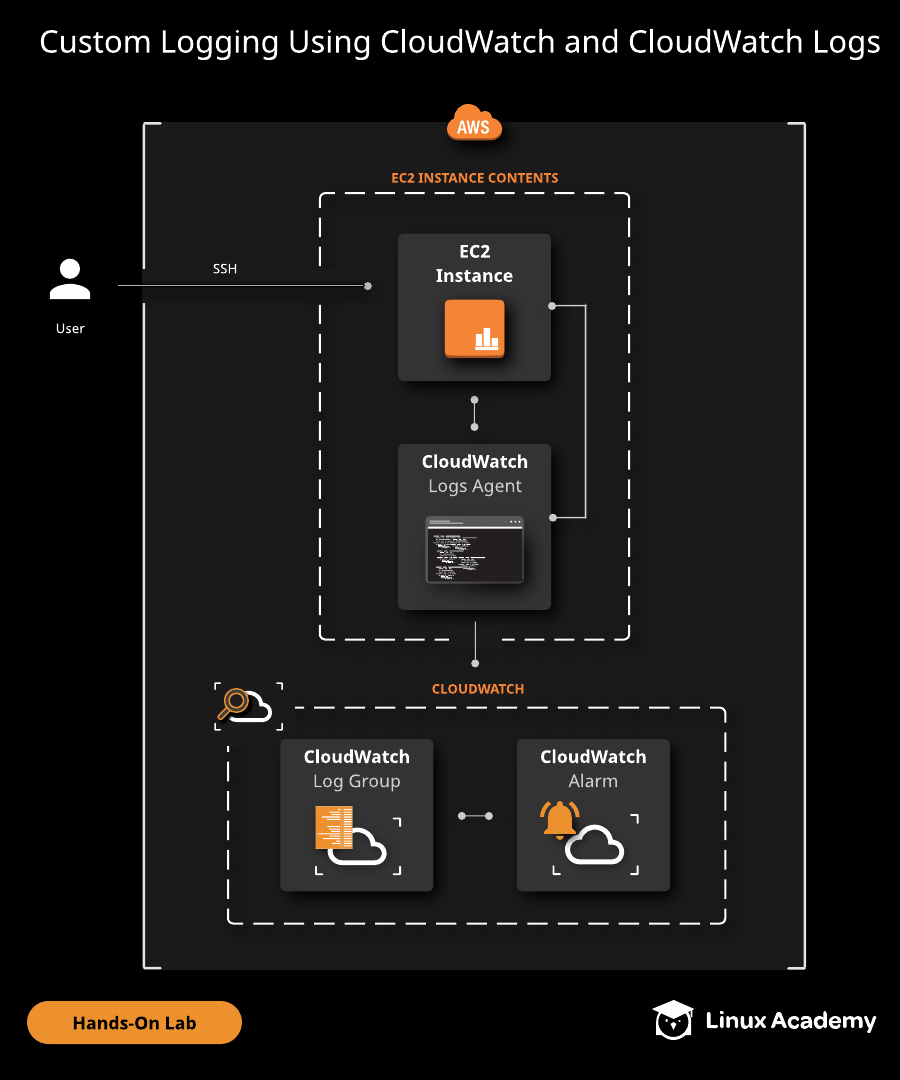 Custom Logging Using CloudWatch and CloudWatch Logs
AWS
EC2 INSTANCE CONTENTS
EC2
Instance
SSH
User
CloudWatch
Logs Agent
CLOUDWATCH
CloudWatch
Log Group
CloudWatch
Alarm
Hands-On Lab
Linux Academy